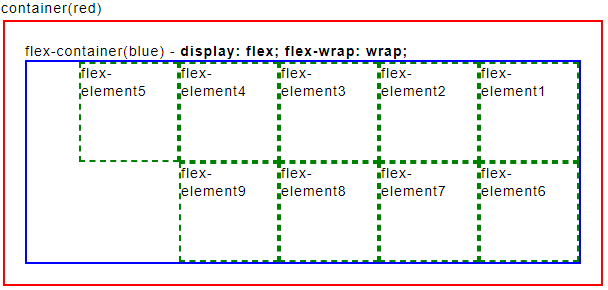 container(red)
flex-container(blue) - display: flex; flex-wrap: wrap;
flex-
element5
flex-
element4
flex-
element3
flex-
element2
flex-
element1
flex-
element9
flex-
element8
flex-
element7
flex-
element6